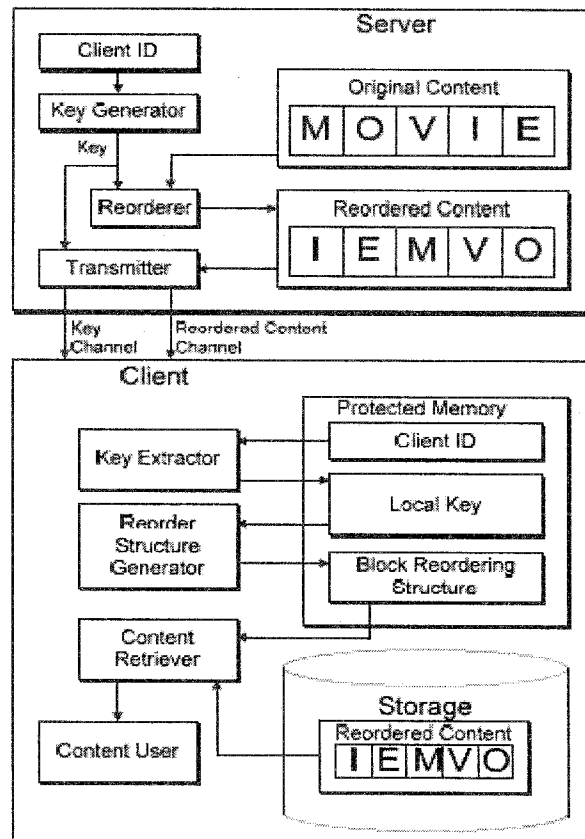 Server
Client ID
Key Generator
Key
Original Content
M O V I E
Reorderer
Reordered Content
I E M V O
Transmitter
Key
Channel
Reordered Content
Channel
Client
Protected Memory
Client ID
Key Extractor
Local Key
Reorder
Structure
Generator
Block Reordering
Structure
Content
Retriever
Storage
Reordered Content
I E M V O
Content User